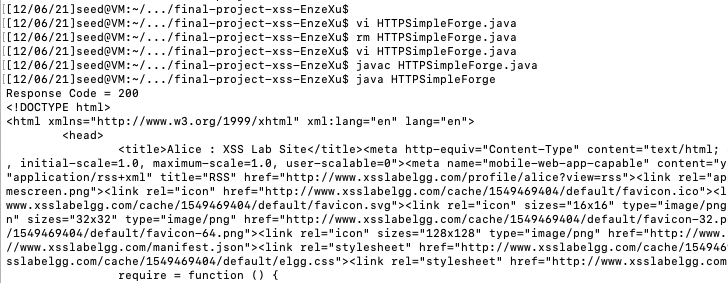 [[12/06/21]seed@VM:~/.../final-project-xss-EnzeXu$
[[12/06/21]seed@VM:~/.../final-project-xss-EnzeXu$ vi HTTPSimpleForge.java
[[12/06/21]seed@VM:~/.../final-project-xss-EnzeXu$ rm HTTPSimpleForge.java
[[12/06/21]seed@VM:~/.../final-project-xss-EnzeXu$ vi HTTPSimpleForge.java
[[12/06/21]seed@VM:~/.../final-project-xss-EnzeXu$ javac HTTPSimpleForge.java
[[12/06/21]seed@VM:~/.../final-project-xss-EnzeXu$ java HTTPSimpleForge
Response Code = 200
<!DOCTYPE html>
<html xmlns="http://www.w3.org/1999/xhtml" xml:lang="en" lang="en">
<head>
<title>Alice : XSS Lab Site</title><meta http-equiv="Content-Type" content="text/html;
, initial-scale=1.0, maximum-scale=1.0, user-scalable=0"><meta name="mobile-web-app-capable" content="y
"application/rss+xml" title="RSS" href="http://www.xsslabelgg.com/profile/alice?view=rss"><link rel="ap
mescreen.png"><link rel="icon" href="http://www.xsslabelgg.com/cache/1549469404/default/favicon.ico"><l
www.xsslabelgg.com/cache/1549469404/default/favicon.svg"><link rel="icon" sizes="16x16" type="image/png
n" sizes="32x32" type="image/png" href="http://www.xsslabelgg.com/cache/1549469404/default/favicon-32.p
/1549469404/default/favicon-64.png"><link rel="icon" sizes="128x128" type="image/png" href="http://www.
//www.xsslabelgg.com/manifest.json"><link rel="stylesheet" href="http://www.xsslabelgg.com/cache/154946
sslabelgg.com/cache/1549469404/default/elgg.css"><link rel="stylesheet" href="http://www.xsslabelgg.com
require = function () {